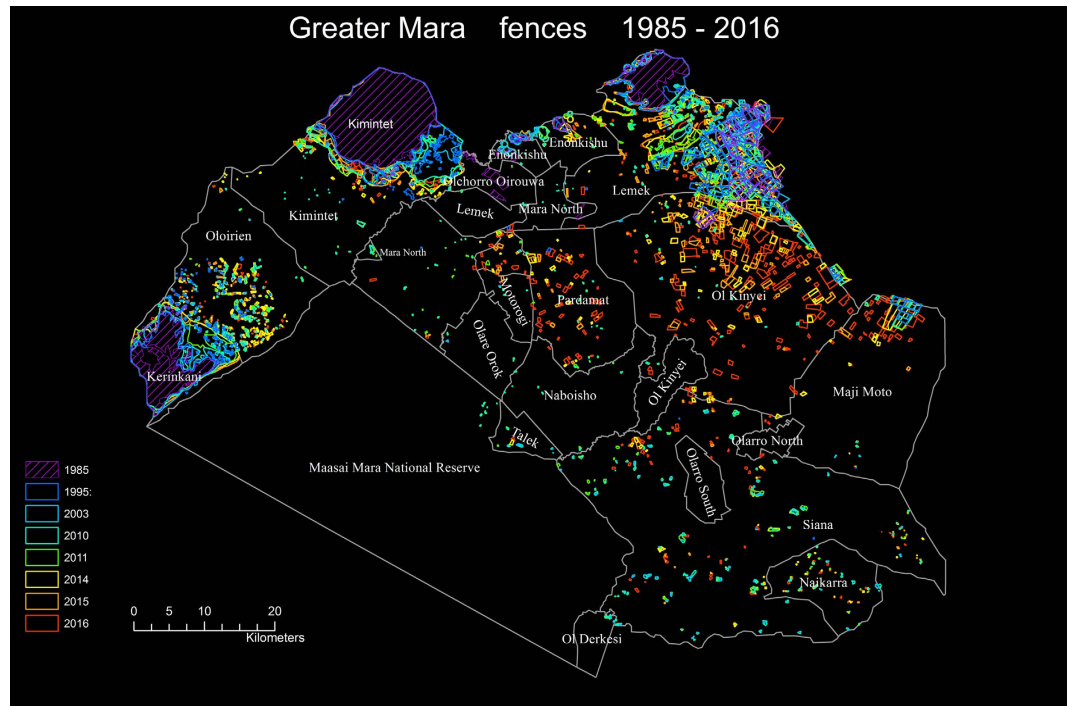 Greater Mara fences 1985 - 2016
Kimintet
Enonkishu
Enonkishu
Olchorro Oirouwa
Lemek
Kimintet
Lemek
Mara North
Oloirien
Mara North
Motorogi
Pardamat
Ol Kinyei
Olare Orok
Kerinkani
Naboisho
Ol Kinyei
Maji Moto
Talek
Olarro North
Maasai Mara National Reserve
Olarro South
Siana
Naikarra
Ol Derkesi
1985
1995:
2003
2010
2011
2014
2015
2016
0 5 10 20
Kilometers